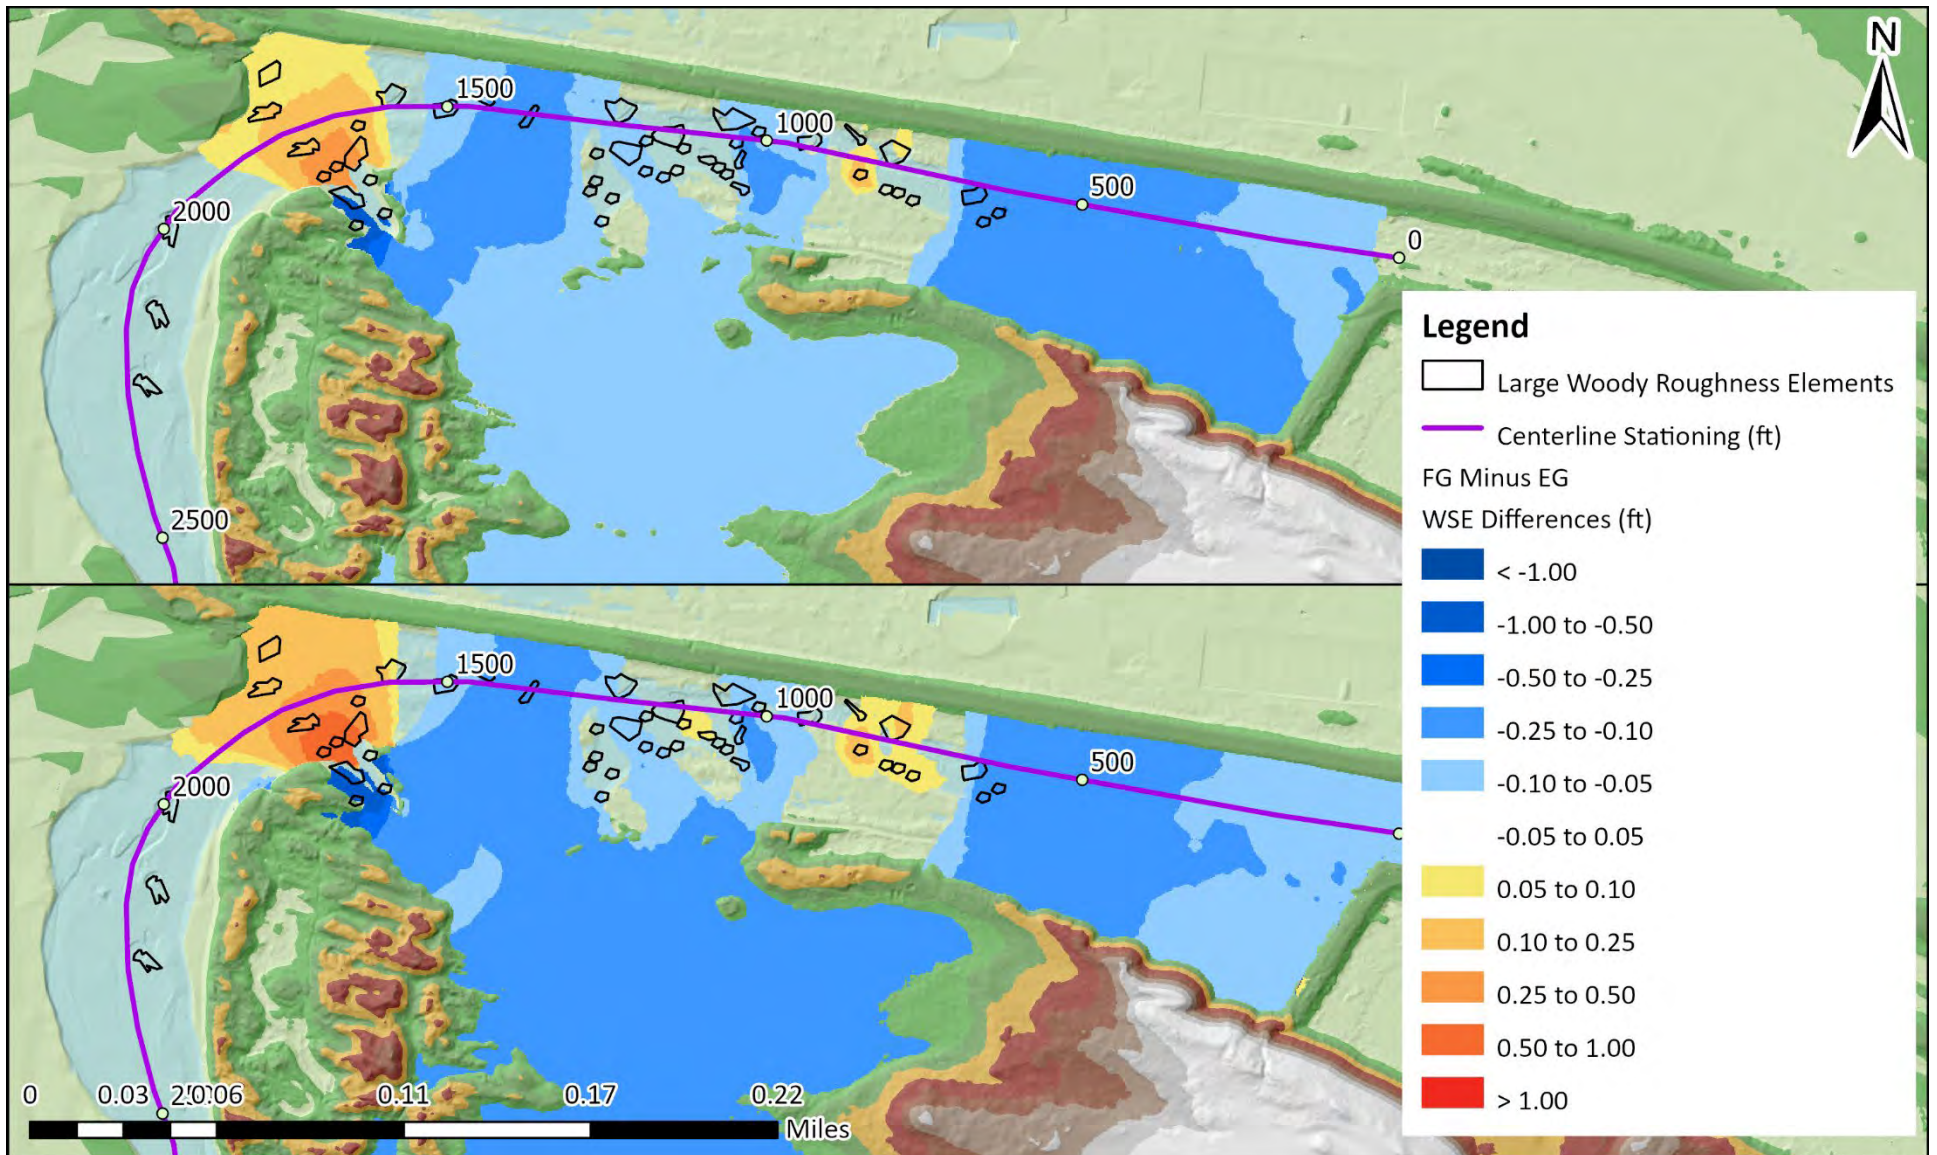 N
1500
1000
2000
500
0
2500
Legend
Large Woody Roughness Elements
Centerline Stationing (ft)
FG Minus EG
WSE Differences (ft)
< -1.00
-1.00 to -0.50
-0.50 to -0.25
-0.25 to -0.10
-0.10 to -0.05
-0.05 to 0.05
0.05 to 0.10
0.10 to 0.25
0.25 to 0.50
0.50 to 1.00
> 1.00
1500
1000
500
2000
0 0.03 0.06 0.11 0.17 0.22
Miles